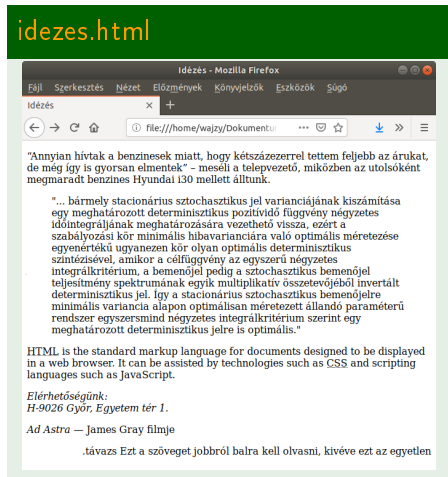 idezes.html
Idézés - Mozilla Firefox
Fájl Szerkesztés Nézet Előzmények Könyvjelzők Eszközök Súgó
Idézés
file:///home/wajzy/Dokumentu
“Annyian hívtak a benzinesek miatt, hogy kétszázezerrel tettem feljebb az árukat,
de még így is gyorsan elmentek” – meséli a telepvezető, miközben az utolsóként
megmaradt benzines Hyundai i30 mellett álltunk.
"... bármely stacionárius sztochasztikus jel varianciájának kiszámítása
egy meghatározott determinisztikus pozitívidő függvény négyzetes
időintegráljának meghatározására vezethető vissza, ezért a
szabályozási kör minimális hibavarianciára való optimális méretezése
egyenértékű ugyanezen kör olyan optimális determinisztikus
szintézisével, amikor a célfüggvény az egyszerű négyzetes
integrálkritérium, a bemenőjel pedig a sztochasztikus bemenőjel
teljesítmény spektrumának egyik multiplikatív összetevőjéből invertált
determinisztikus jel. Így a stacionárius sztochasztikus bemenőjelre
minimális variancia alapon optimálisan méretezett állandó paraméterű
rendszer egyszersmind négyzetes integrálkritérium szerint egy
meghatározott determinisztikus jelre is optimális."
HTML is the standard markup language for documents designed to be displayed
in a web browser. It can be assisted by technologies such as CSS and scripting
languages such as JavaScript.
Elérhetőségünk:
H-9026 Győr, Egyetem tér 1.
Ad Astra — James Gray filmje
.távazs Ezt a szöveget jobbról balra kell olvasni, kivéve ezt az egyetlen